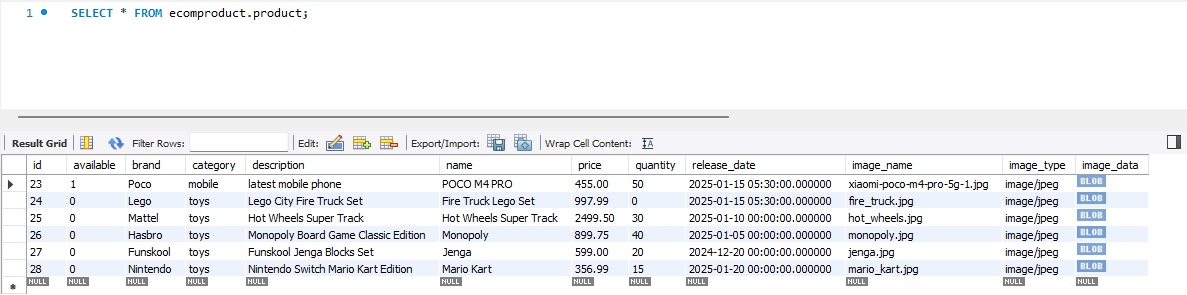 1 SELECT * FROM ecomproduct.product;
Result Grid Filter Rows: Edit: Export/Import: Wrap Cell Content:
id available brand category description name price quantity release_date image_name image_type image_data
23 1 Poco mobile latest mobile phone POCO M4 PRO 455.00 50 2025-01-15 05:30:00.000000 xiaomi-poco-m4-pro-5g-1.jpg image/jpeg BLOB
24 0 Lego toys Lego City Fire Truck Set Fire Truck Lego Set 997.99 0 2025-01-15 05:30:00.000000 fire_truck.jpg image/jpeg BLOB
25 0 Mattel toys Hot Wheels Super Track Hot Wheels Super Track 2499.50 30 2025-01-10 00:00:00.000000 hot_wheels.jpg image/jpeg BLOB
26 0 Hasbro toys Monopoly Board Game Classic Edition Monopoly 899.75 40 2025-01-05 00:00:00.000000 monopoly.jpg image/jpeg BLOB
27 0 Funskool toys Funskool Jenga Blocks Set Jenga 599.00 20 2024-12-20 00:00:00.000000 jenga.jpg image/jpeg BLOB
28 0 Nintendo toys Nintendo Switch Mario Kart Edition Mario Kart 356.99 15 2025-01-20 00:00:00.000000 mario_kart.jpg image/jpeg BLOB
NULL NULL NULL NULL NULL NULL NULL NULL NULL NULL NULL NULL